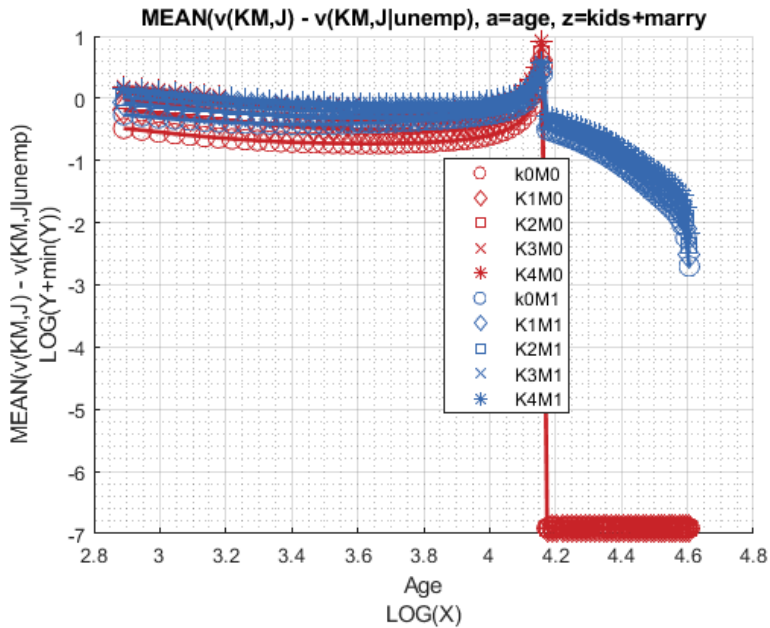 MEAN(v(KM,J) - v(KM,J|unemp), a=age, z=kids+marry
MEAN(v(KM,J) - v(KM,J|unemp)
LOG(Y+min(Y))
1
0
-1
-2
-3
-4
-5
-6
-7
k0M0
K1M0
K2M0
K3M0
K4M0
k0M1
K1M1
K2M1
K3M1
K4M1
2.8 3 3.2 3.4 3.6 3.8 4 4.2 4.4 4.6 4.8
Age
LOG(X)